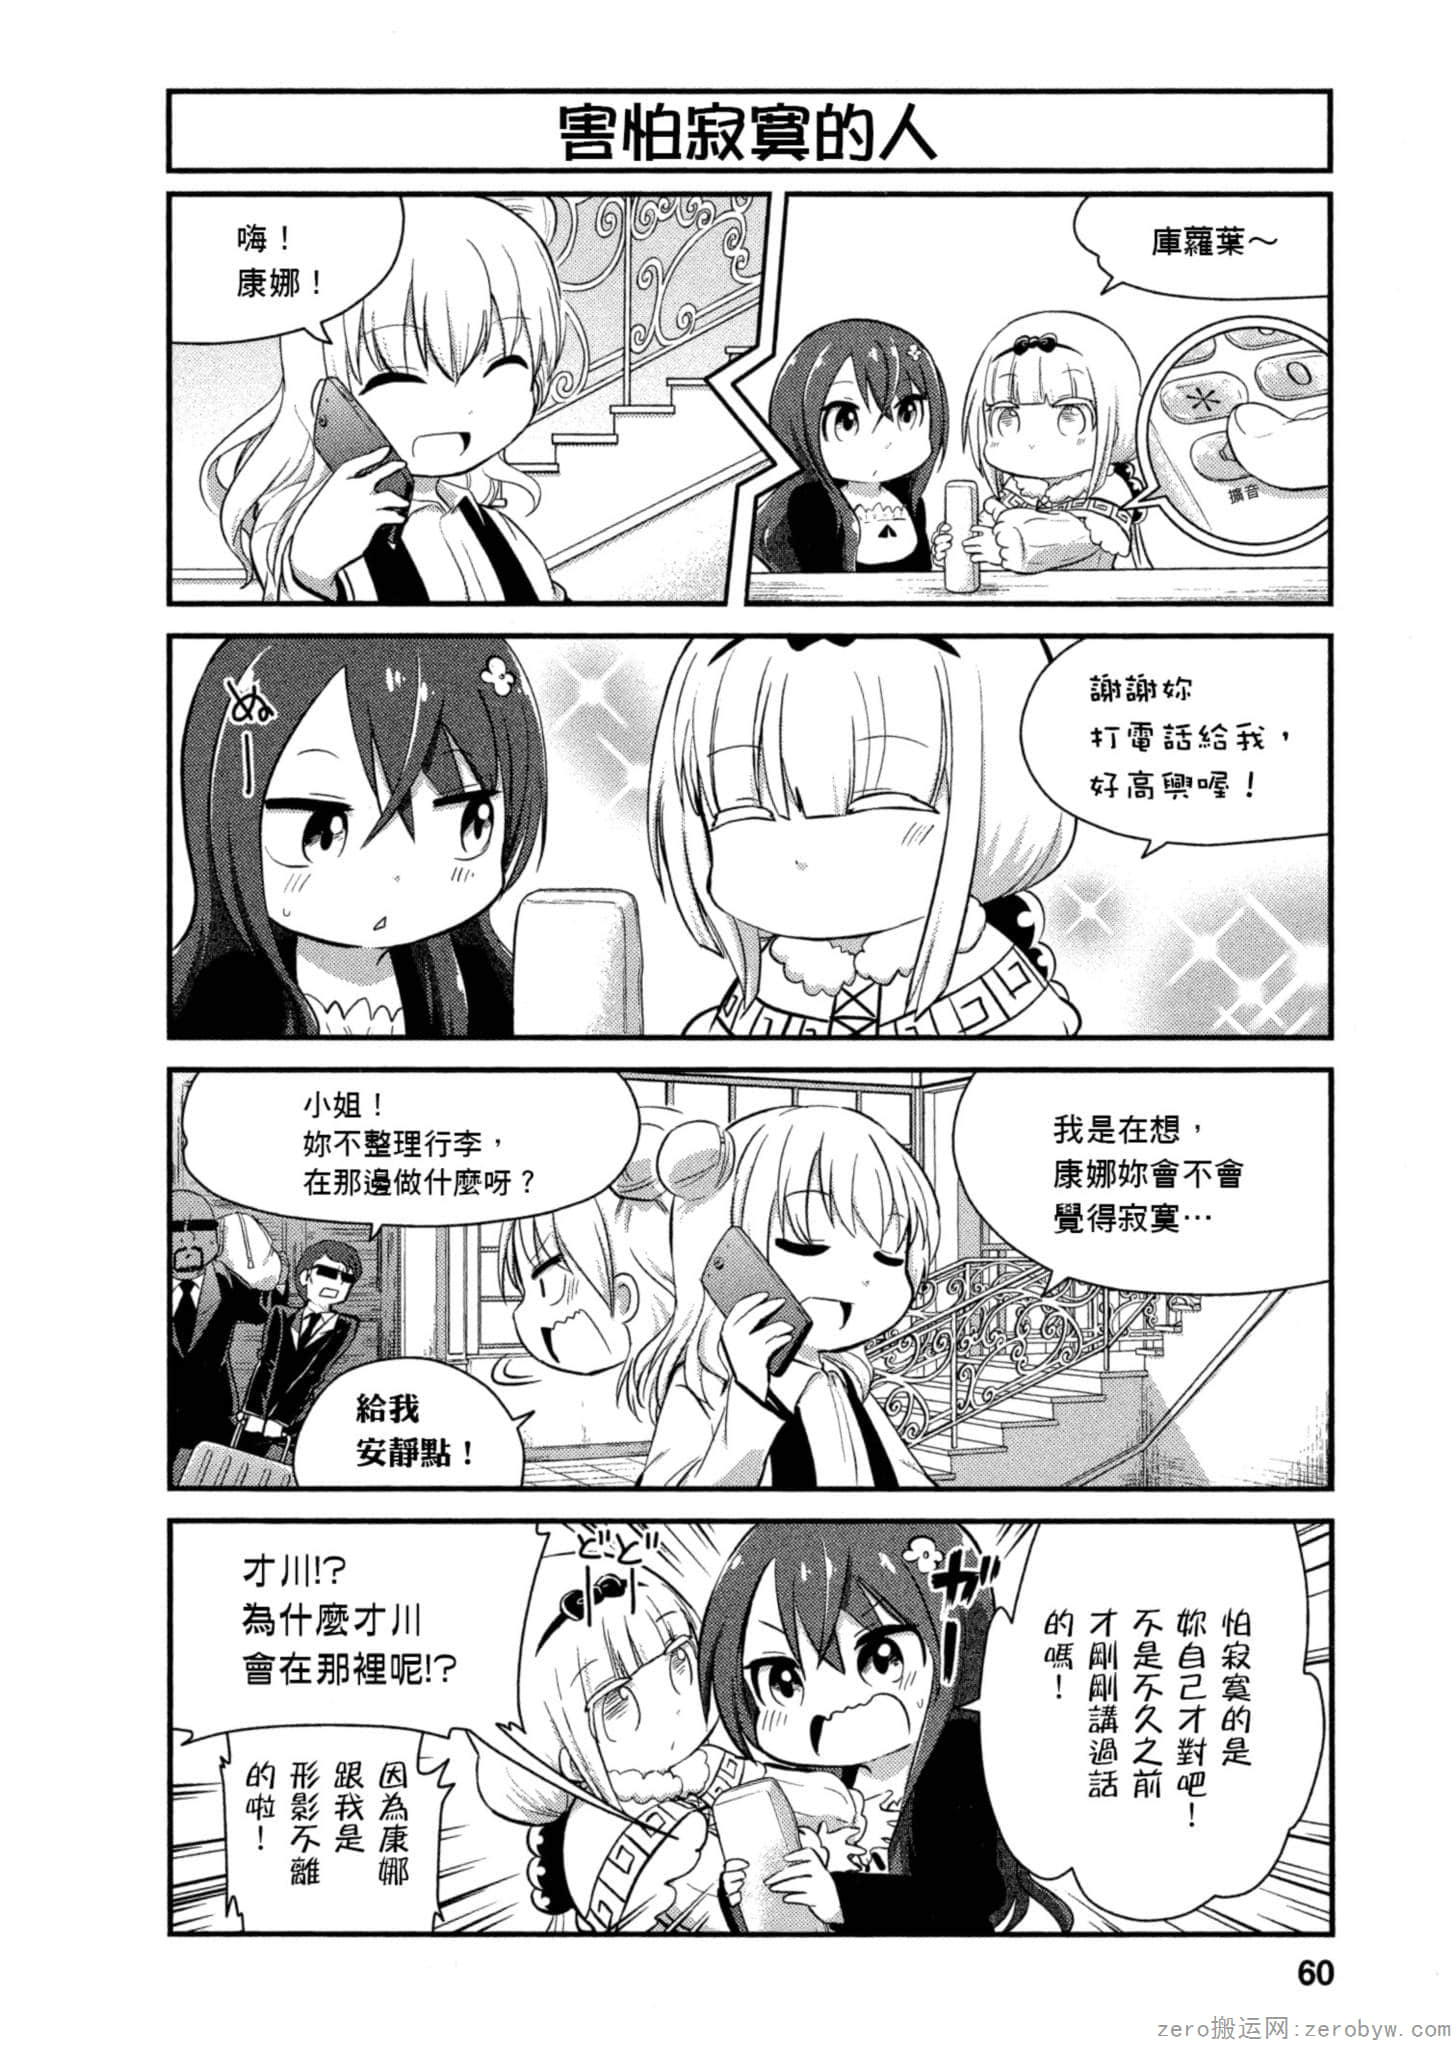 害怕寂寞的人
庫蘿葉～
擴音
嗨！
康娜！
謝謝妳
打電話給我，
好高興喔！
ぬー
我是在想，
康娜妳會不會
覺得寂寞…
小姐！
妳不整理行李，
在那邊做什麼呀？
給我
安靜點！
怕寂寞的是
妳自己才對吧！
不是不久之前
才剛剛講過話
的嗎！
ガー
ど…ど
才川!?
為什麼才川
會在那裡呢!?
因為康娜
跟我是
形影不離
的啦！
60
zero搬运网:zerobyw.com